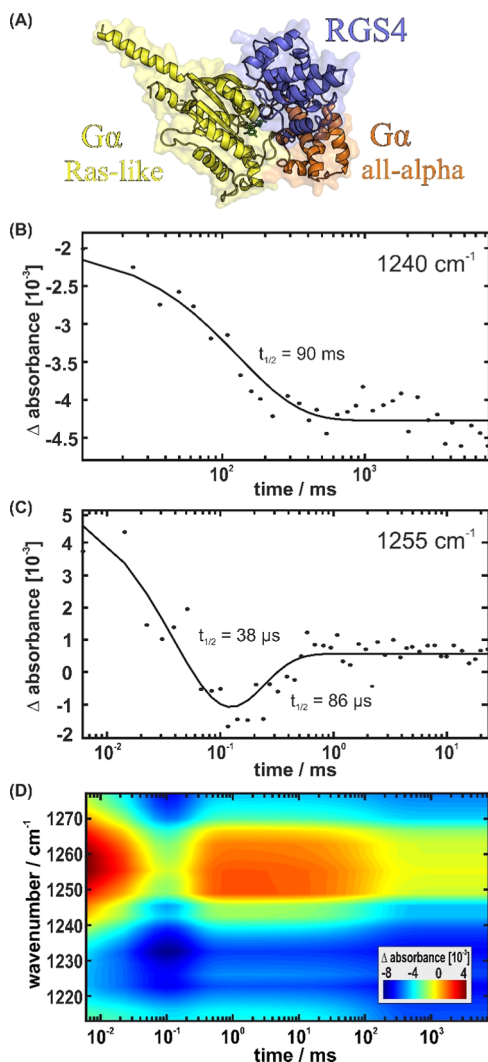 (A)
RGS4
Gα
Ras-like
Gα
all-alpha
(B)
1240 cm⁻¹
-2
-2.5
-3
-3.5
-4
-4.5
Δ absorbance [10⁻³]
t₁/₂ = 90 ms
10²
10³
time / ms
(C)
1255 cm⁻¹
5
4
2
0
-1
-2
Δ absorbance [10⁻³]
t₁/₂ = 38 µs
t₁/₂ = 86 µs
10⁻²
10⁻¹
10⁰
10¹
time / ms
(D)
1270
1260
1250
1240
1230
1220
wavenumber / cm⁻¹
Δ absorbance [10⁻³]
-8
-4
0
4
10⁻²
10⁻¹
10⁰
10¹
10²
10³
time / ms